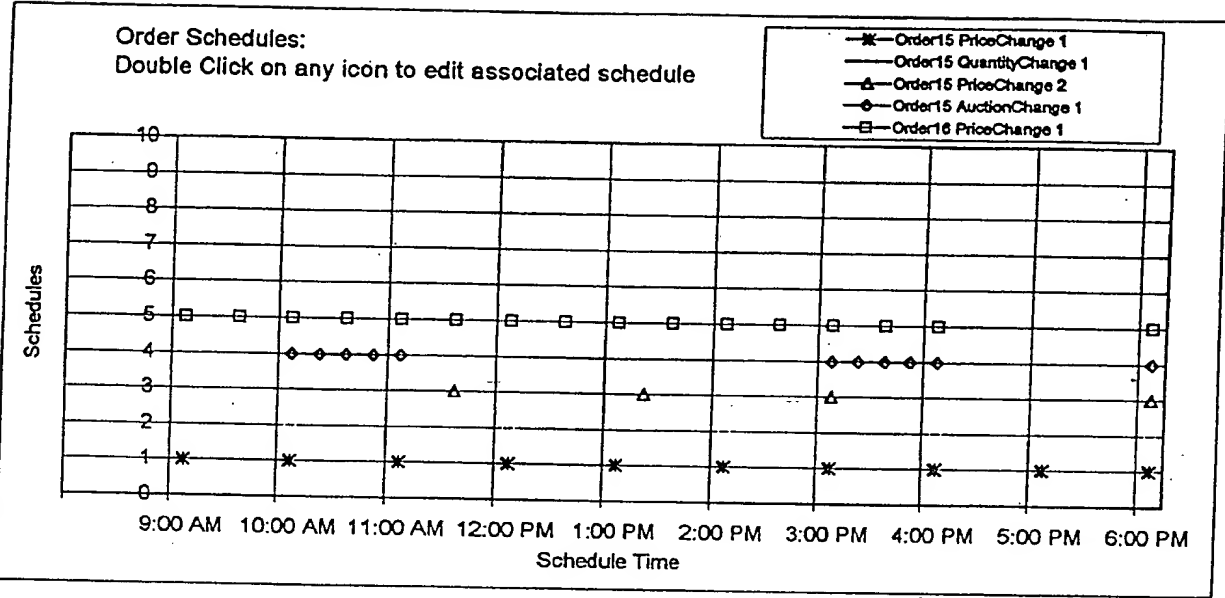 Order Schedules:
Double Click on any icon to edit associated schedule
Order15 PriceChange 1
Order15 QuantityChange 1
Order15 PriceChange 2
Order15 AuctionChange 1
Order16 PriceChange 1
Schedules
10
9
8
7
6
5
4
3
2
1
0
9:00 AM 10:00 AM 11:00 AM 12:00 PM 1:00 PM 2:00 PM 3:00 PM 4:00 PM 5:00 PM 6:00 PM
Schedule Time